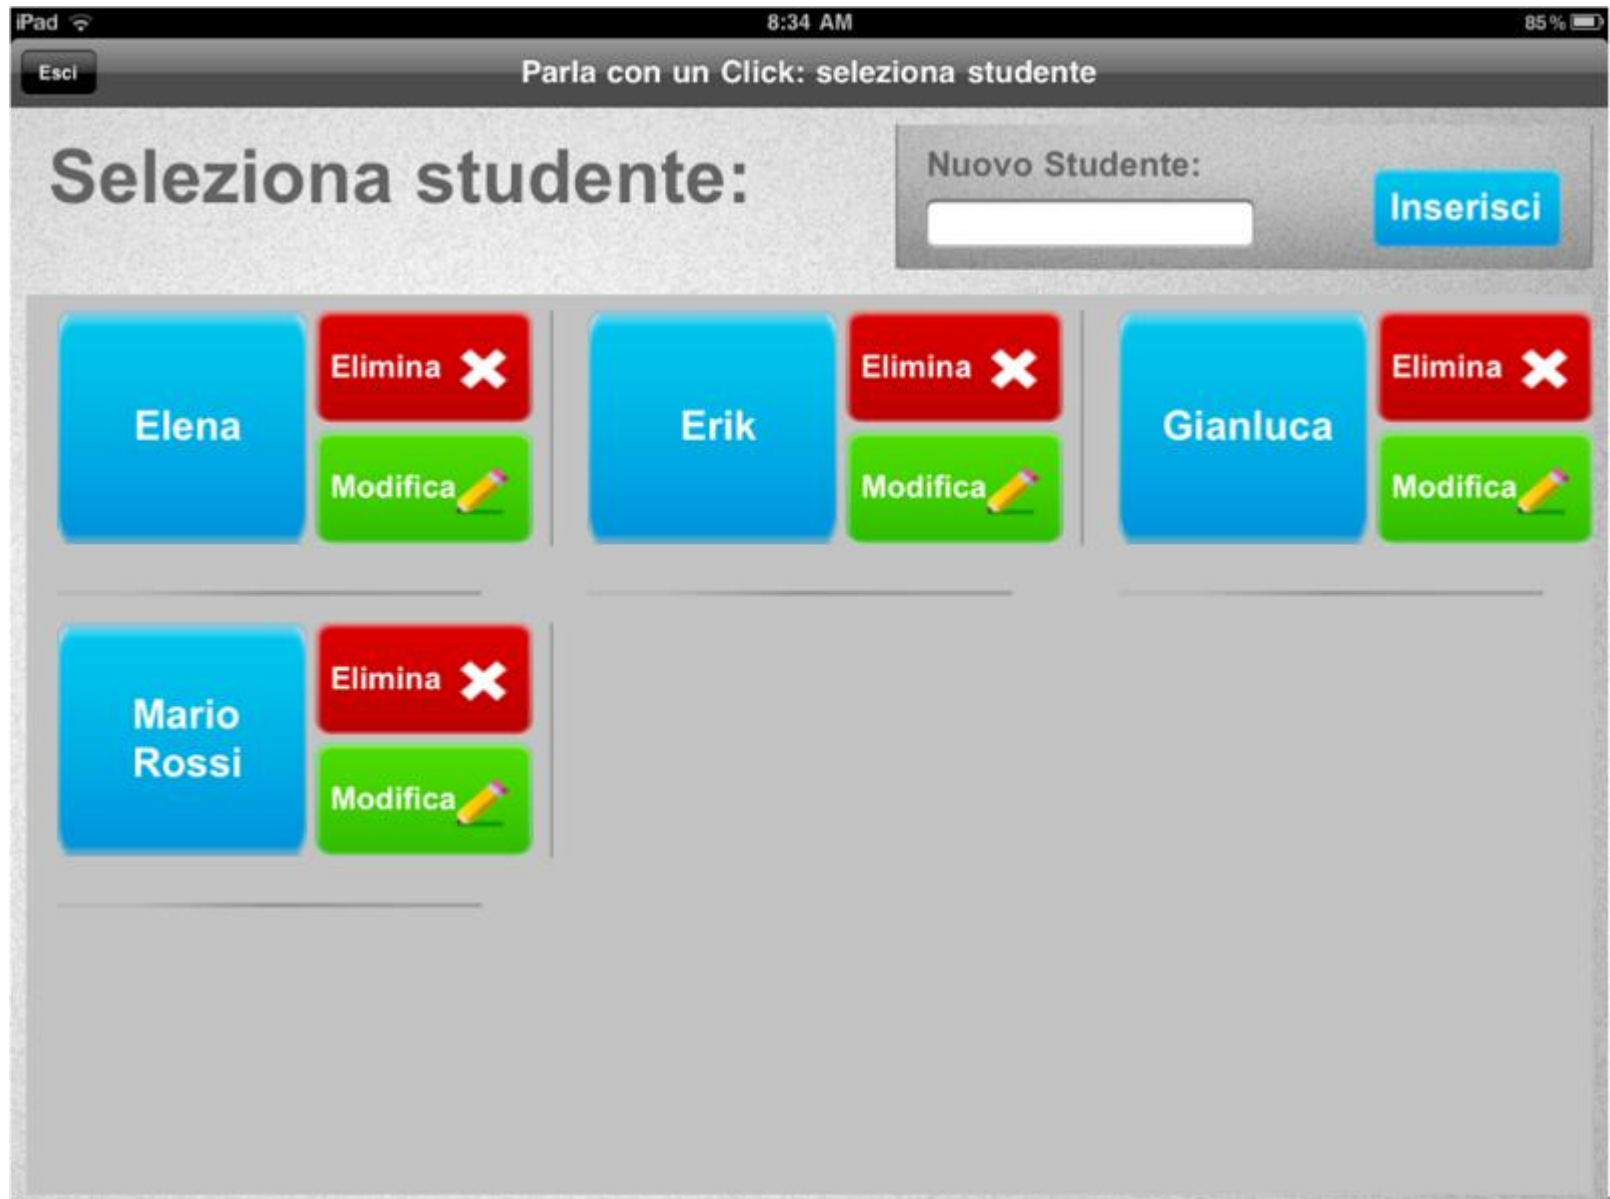 iPad 8:34 AM 85%
Esci Parla con un Click: seleziona studente
Seleziona studente:
Nuovo Studente:
Inserisci
Elena
Elimina
Modifica
Erik
Elimina
Modifica
Gianluca
Elimina
Modifica
Mario
Rossi
Elimina
Modifica